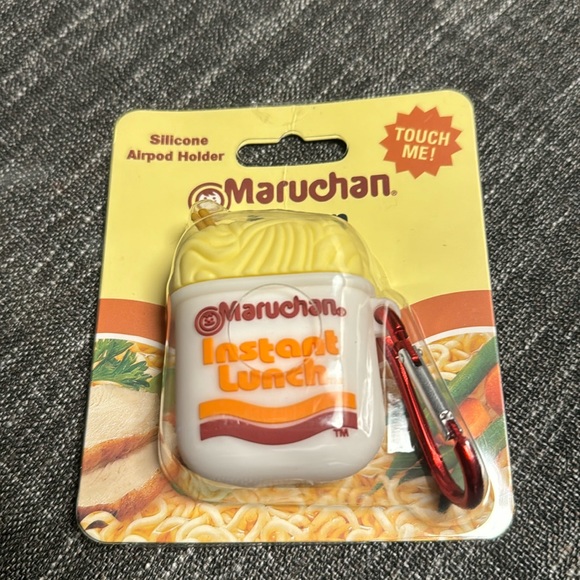 Silicone
Airpod Holder
TOUCH
ME!
Maruchan®
Maruchan®
Instant
Lunch
TM